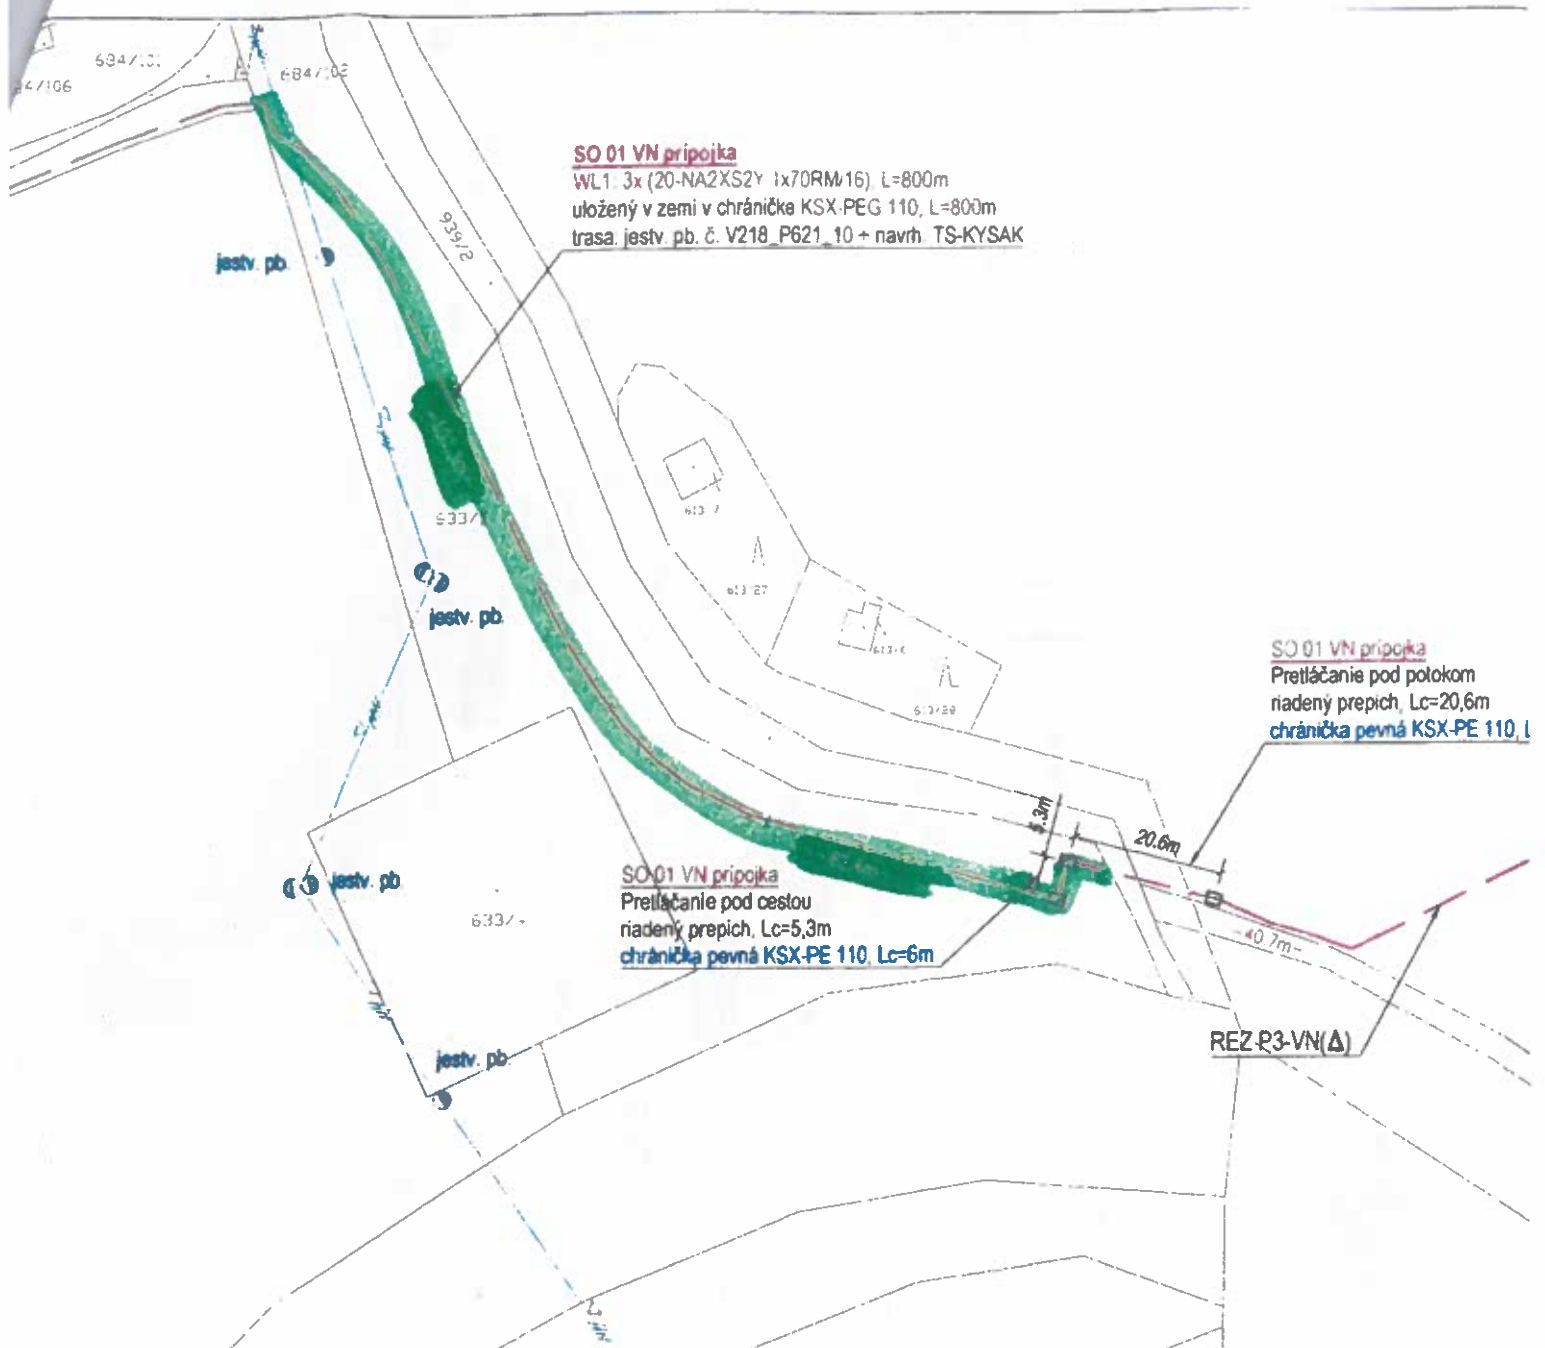 684/102
939/2
SO 01 VN prípojka
WL1: 3x (20-NA2XS2Y 1x70RM/16), L=800m
uložený v zemi v chráničke KSX-PEG 110, L=800m
trasa: jestv. pb. č. V218_P621_10 + navrh. TS-KYSAK
jestv. pb.
613/27
jestv. pb.
613/28
SO 01 VN prípojka
Pretláčanie pod potokom
riadený prepich, Lc=20,6m
chránička pevná KSX-PE 110, L
5.3m
20.6m
SO 01 VN prípojka
Pretláčanie pod cestou
riadený prepich, Lc=5,3m
chránička pevná KSX-PE 110, Lc=6m
jestv. pb
633/
40.7m
REZ-P3-VN(Δ)
jestv. pb.